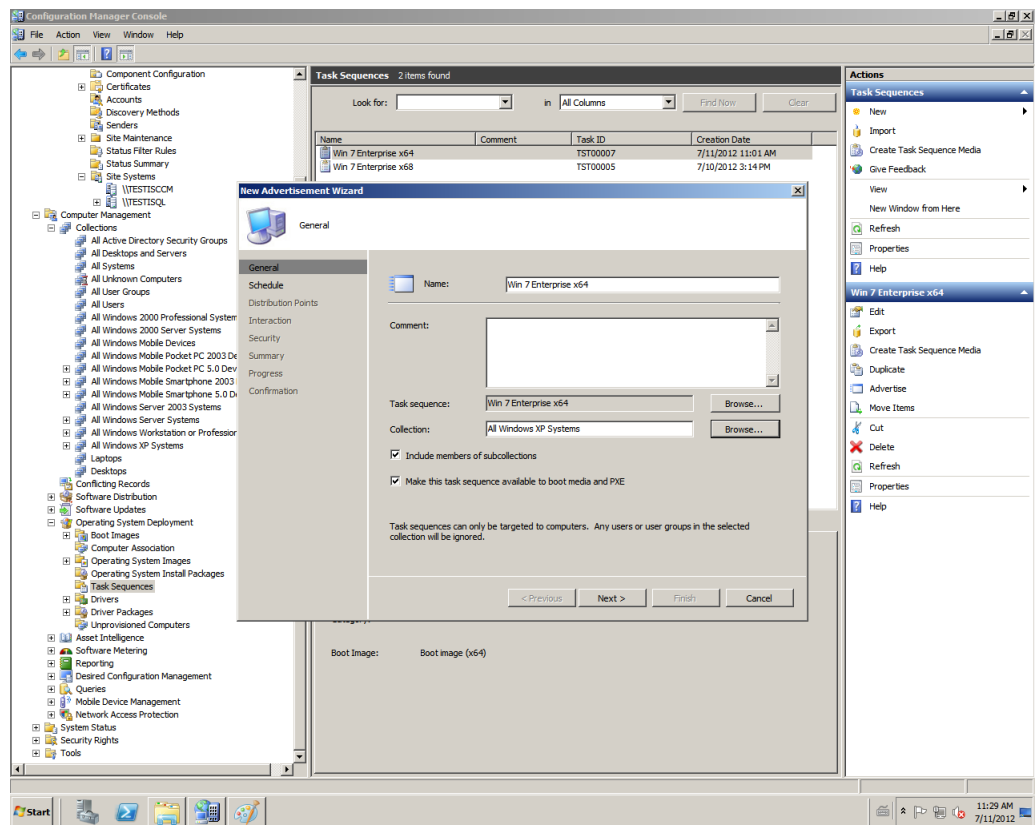 Configuration Manager Console
File Action View Window Help
Component Configuration
Certificates
Accounts
Discovery Methods
Senders
Site Maintenance
Status Filter Rules
Status Summary
Site Systems
\\TESTISCCM
\\TESTISQL
Computer Management
Collections
All Active Directory Security Groups
All Desktops and Servers
All Systems
All Unknown Computers
All User Groups
All Users
All Windows 2000 Professional System
All Windows 2000 Server Systems
All Windows Mobile Devices
All Windows Mobile Pocket PC 2003 De
All Windows Mobile Pocket PC 5.0 Dev
All Windows Mobile Smartphone 2003
All Windows Mobile Smartphone 5.0 De
All Windows Server 2003 Systems
All Windows Server Systems
All Windows Workstation or Profession
All Windows XP Systems
Laptops
Desktops
Conflicting Records
Software Distribution
Software Updates
Operating System Deployment
Boot Images
Computer Association
Operating System Images
Operating System Install Packages
Task Sequences
Drivers
Driver Packages
Unprovisioned Computers
Asset Intelligence
Software Metering
Reporting
Desired Configuration Management
Queries
Mobile Device Management
Network Access Protection
System Status
Security Rights
Tools
Task Sequences 2 items found
Look for: in All Columns Find Now Clear
Name Comment Task ID Creation Date
Win 7 Enterprise x64 TST00007 7/11/2012 11:01 AM
Win 7 Enterprise x68 TST00005 7/10/2012 3:14 PM
New Advertisement Wizard
General
General
Schedule
Distribution Points
Interaction
Security
Summary
Progress
Confirmation
Name: Win 7 Enterprise x64
Comment:
Task sequence: Win 7 Enterprise x64 Browse...
Collection: All Windows XP Systems Browse...
Include members of subcollections
Make this task sequence available to boot media and PXE
Task sequences can only be targeted to computers. Any users or user groups in the selected
collection will be ignored.
< Previous Next > Finish Cancel
Boot Image: Boot image (x64)
Actions
Task Sequences
New
Import
Create Task Sequence Media
Give Feedback
View
New Window from Here
Refresh
Properties
Help
Win 7 Enterprise x64
Edit
Export
Create Task Sequence Media
Duplicate
Advertise
Move Items
Cut
Delete
Refresh
Properties
Help
Start
11:29 AM
7/11/2012